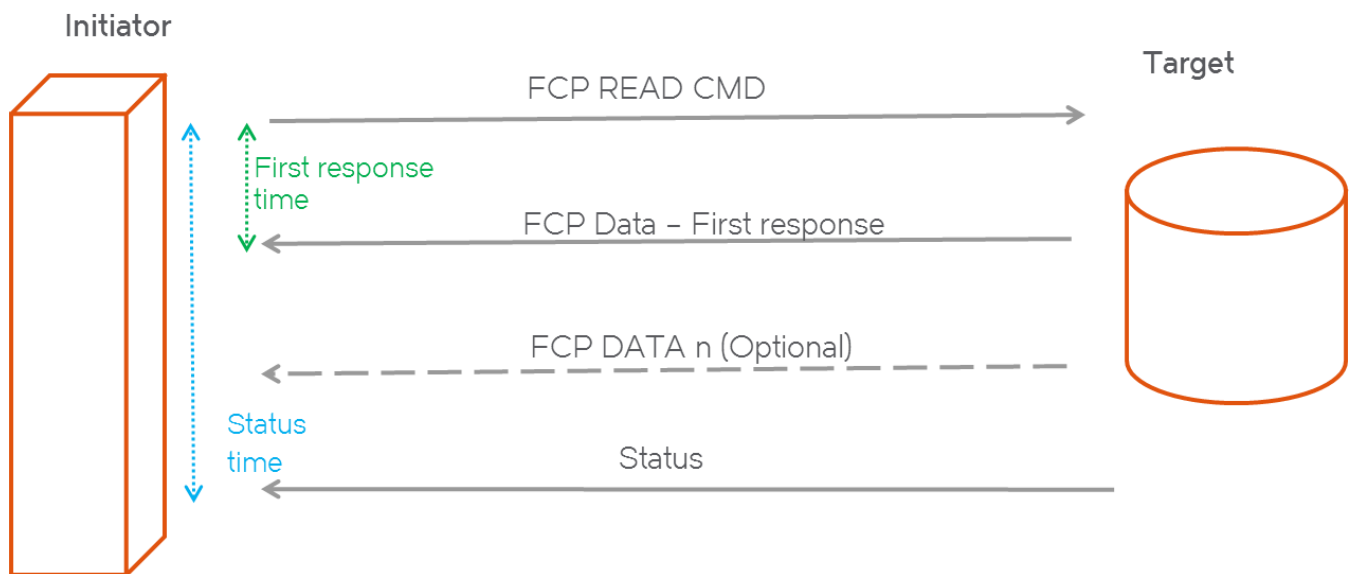 Initiator
Target
FCP READ CMD
First response
time
FCP Data – First response
FCP DATA n (Optional)
Status
time
Status